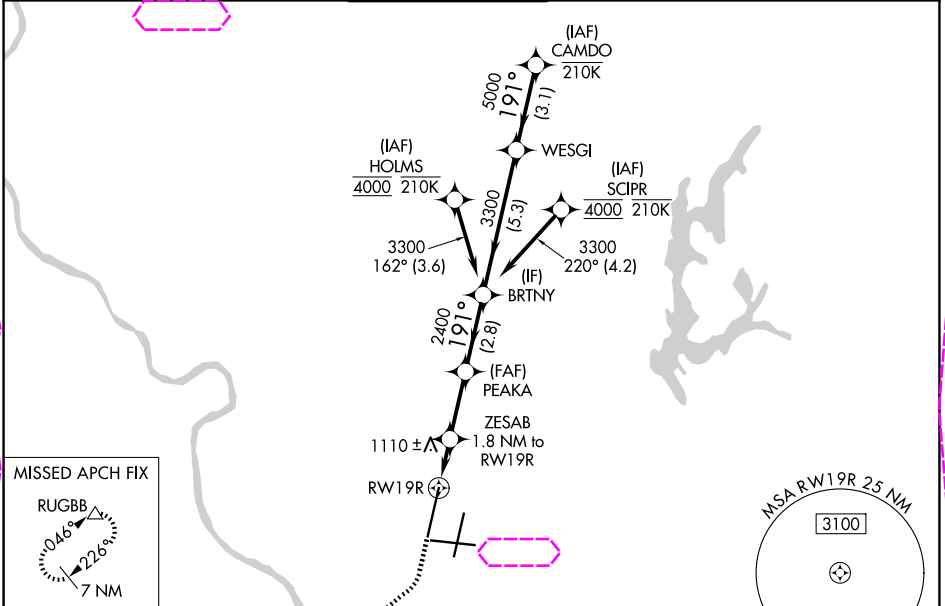 (IAF)
CAMDO
210K
5000
191°
(3.1)
WESGI
(IAF)
HOLMS
4000 210K
(IAF)
SCIPR
4000 210K
3300
(5.3)
3300
162° (3.6)
3300
220° (4.2)
(IF)
BRTNY
2400
191°
(2.8)
(FAF)
PEAKA
ZESAB
1.8 NM to
RW19R
1110 ±
RW19R
MISSED APCH FIX
RUGBB
046°
226°
7 NM
MSA RW19R 25 NM
3100